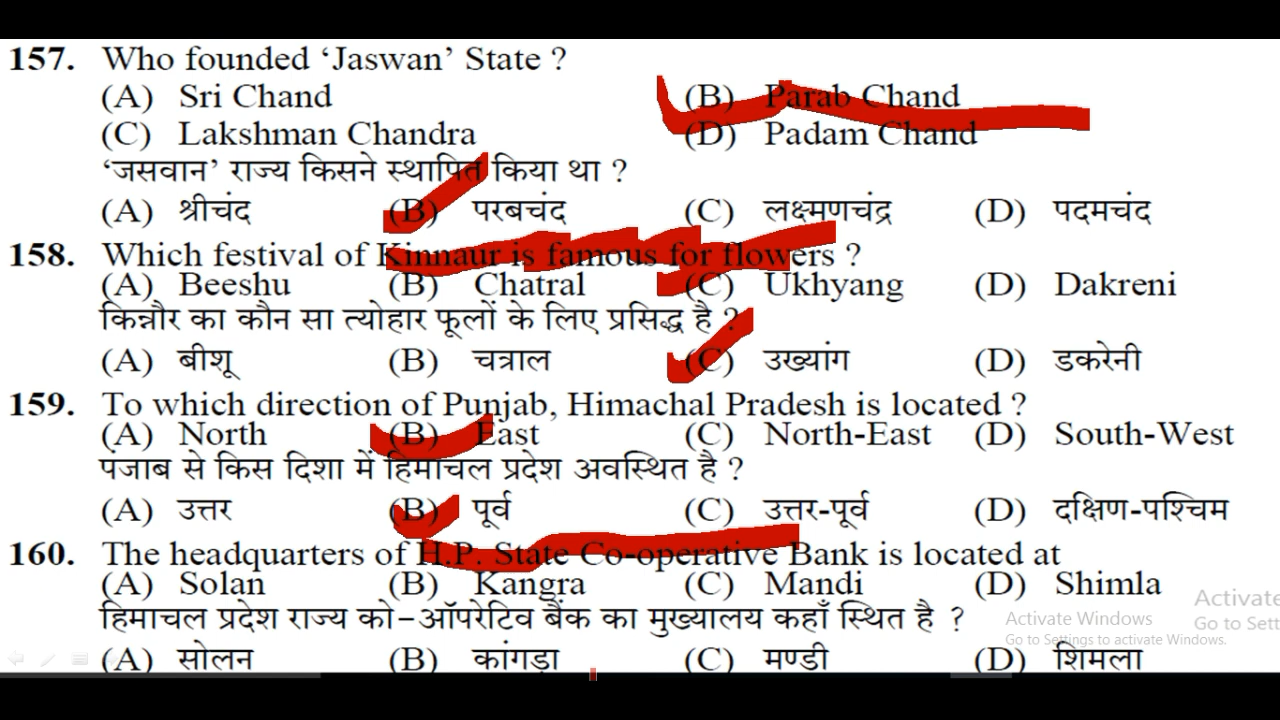 157. Who founded ‘Jaswan’ State ?
(A) Sri Chand (B) Parab Chand
(C) Lakshman Chandra (D) Padam Chand
‘जसवान’ राज्य किसने स्थापित किया था ?
(A) श्रीचंद (B) परबचंद (C) लक्ष्मणचंद्र (D) पदमचंद
158. Which festival of Kinnaur is famous for flowers ?
(A) Beeshu (B) Chatral (C) Ukhyang (D) Dakreni
किन्नौर का कौन सा त्योहार फूलों के लिए प्रसिद्ध है ?
(A) बीशू (B) चत्राल (C) उख्यांग (D) डकरेनी
159. To which direction of Punjab, Himachal Pradesh is located ?
(A) North (B) East (C) North-East (D) South-West
पंजाब से किस दिशा में हिमाचल प्रदेश अवस्थित है ?
(A) उत्तर (B) पूर्व (C) उत्तर-पूर्व (D) दक्षिण-पश्चिम
160. The headquarters of H.P. State Co-operative Bank is located at
(A) Solan (B) Kangra (C) Mandi (D) Shimla
हिमाचल प्रदेश राज्य को-ऑपरेटिव बैंक का मुख्यालय कहाँ स्थित है ?
(A) सोलन (B) कांगड़ा (C) मण्डी (D) शिमला
Activate Windows
Go to Settings to activate Windows.
Activate
Go to Sett